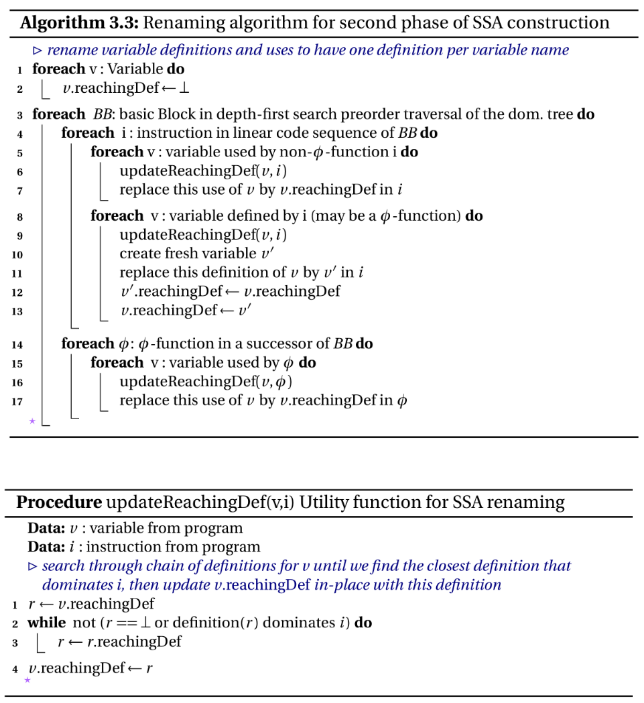 Algorithm 3.3: Renaming algorithm for second phase of SSA construction
▷ rename variable definitions and uses to have one definition per variable name
1 foreach v : Variable do
2 v.reachingDef ← ⊥
3 foreach BB: basic Block in depth-first search preorder traversal of the dom. tree do
4 foreach i : instruction in linear code sequence of BB do
5 foreach v : variable used by non-ϕ-function i do
6 updateReachingDef(v, i)
7 replace this use of v by v.reachingDef in i
8 foreach v : variable defined by i (may be a ϕ-function) do
9 updateReachingDef(v, i)
10 create fresh variable v′
11 replace this definition of v by v′ in i
12 v′.reachingDef ← v.reachingDef
13 v.reachingDef ← v′
14 foreach ϕ: ϕ-function in a successor of BB do
15 foreach v : variable used by ϕ do
16 updateReachingDef(v, ϕ)
17 replace this use of v by v.reachingDef in ϕ
⋆
Procedure updateReachingDef(v,i) Utility function for SSA renaming
Data: v : variable from program
Data: i : instruction from program
▷ search through chain of definitions for v until we find the closest definition that
dominates i, then update v.reachingDef in-place with this definition
1 r ← v.reachingDef
2 while not (r == ⊥ or definition(r) dominates i) do
3 r ← r.reachingDef
4 v.reachingDef ← r
⋆